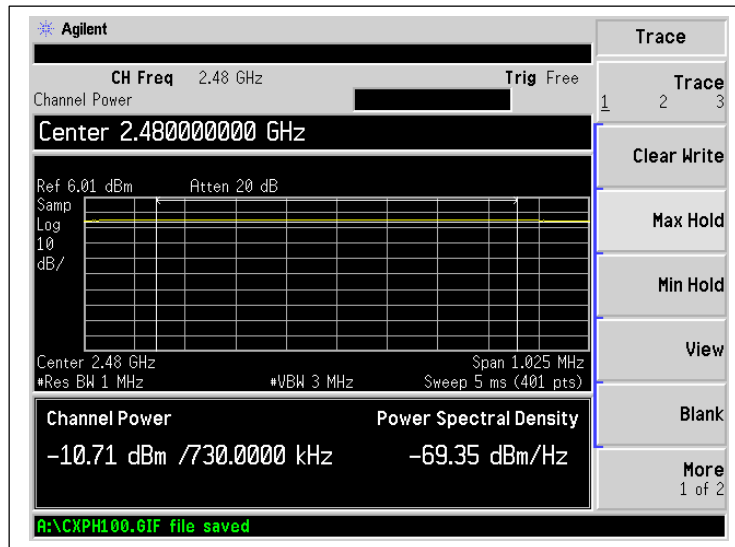 Agilent
Trace
CH Freq 2.48 GHz Trig Free
Channel Power
Trace
1 2 3
Center 2.480000000 GHz
Clear Write
Ref 6.01 dBm Atten 20 dB
Samp
Log
10
dB/
Max Hold
Min Hold
View
Center 2.48 GHz Span 1.025 MHz
#Res BW 1 MHz #VBW 3 MHz Sweep 5 ms (401 pts)
Channel Power Power Spectral Density
-10.71 dBm /730.0000 kHz -69.35 dBm/Hz
Blank
More
1 of 2
A:\CXPH100.GIF file saved